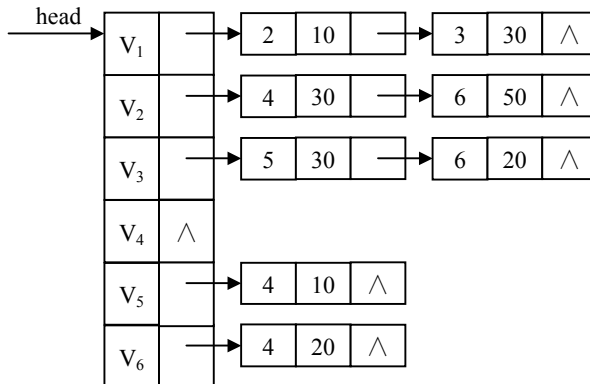 head
V₁ 2 10 3 30 ∧
V₂ 4 30 6 50 ∧
V₃ 5 30 6 20 ∧
V₄ ∧
V₅ 4 10 ∧
V₆ 4 20 ∧